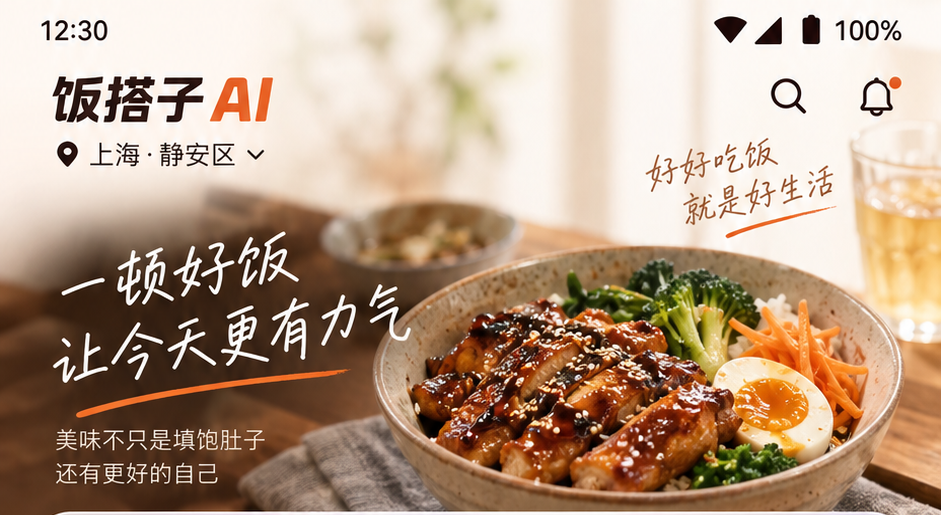 12:30
100%
饭搭子AI
上海·静安区
好好吃饭
就是好生活
一顿好饭
让今天更有力气
美味不只是填饱肚子
还有更好的自己